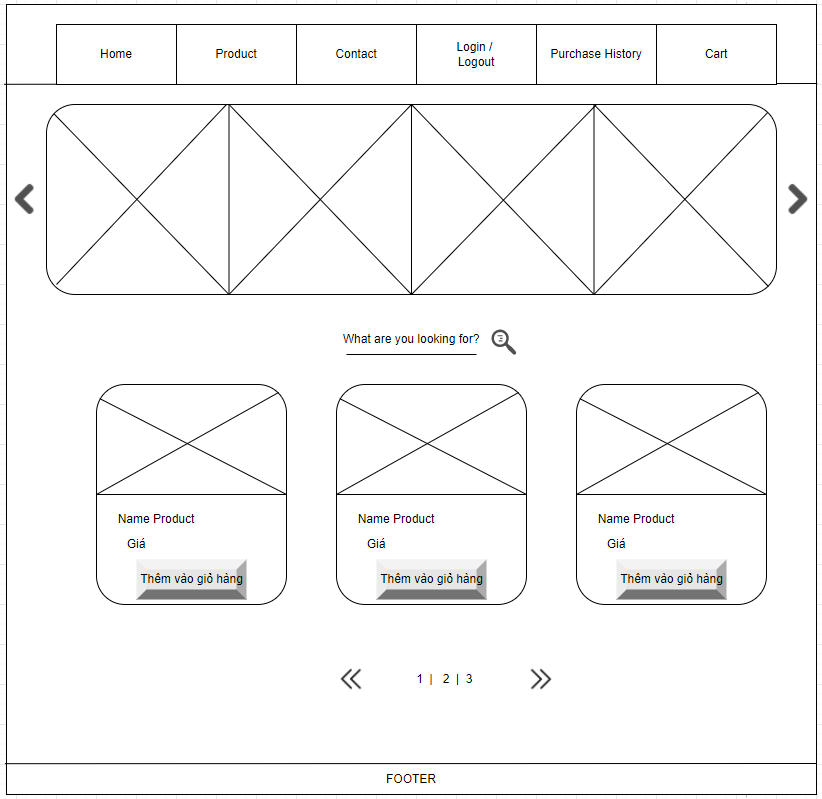 Home
Product
Contact
Login /
Logout
Purchase History
Cart
What are you looking for?
Name Product
Giá
Thêm vào giỏ hàng
Name Product
Giá
Thêm vào giỏ hàng
Name Product
Giá
Thêm vào giỏ hàng
1 | 2 | 3
FOOTER